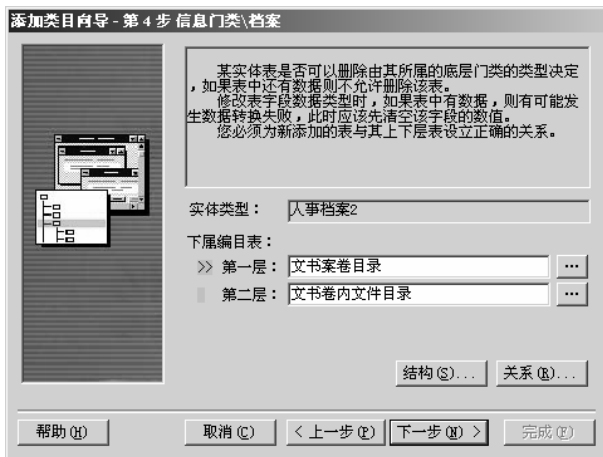 添加类目向导 - 第 4 步 信息门类\档案
某实体表是否可以删除由其所属的底层门类的类型决定
，如果表中还有数据则不允许删除该表。
修改表字段数据类型时，如果表中有数据，则有可能发
生数据转换失败，此时应该先清空该字段的数值。
您必须为新添加的表与其上下层表设立正确的关系。
实体类型： 人事档案2
下属编目表：
>> 第一层： 文书案卷目录 ...
第二层： 文书卷内文件目录 ...
结构(S)... 关系(R)...
帮助(H) 取消(C) < 上一步(P) 下一步(N) > 完成(F)